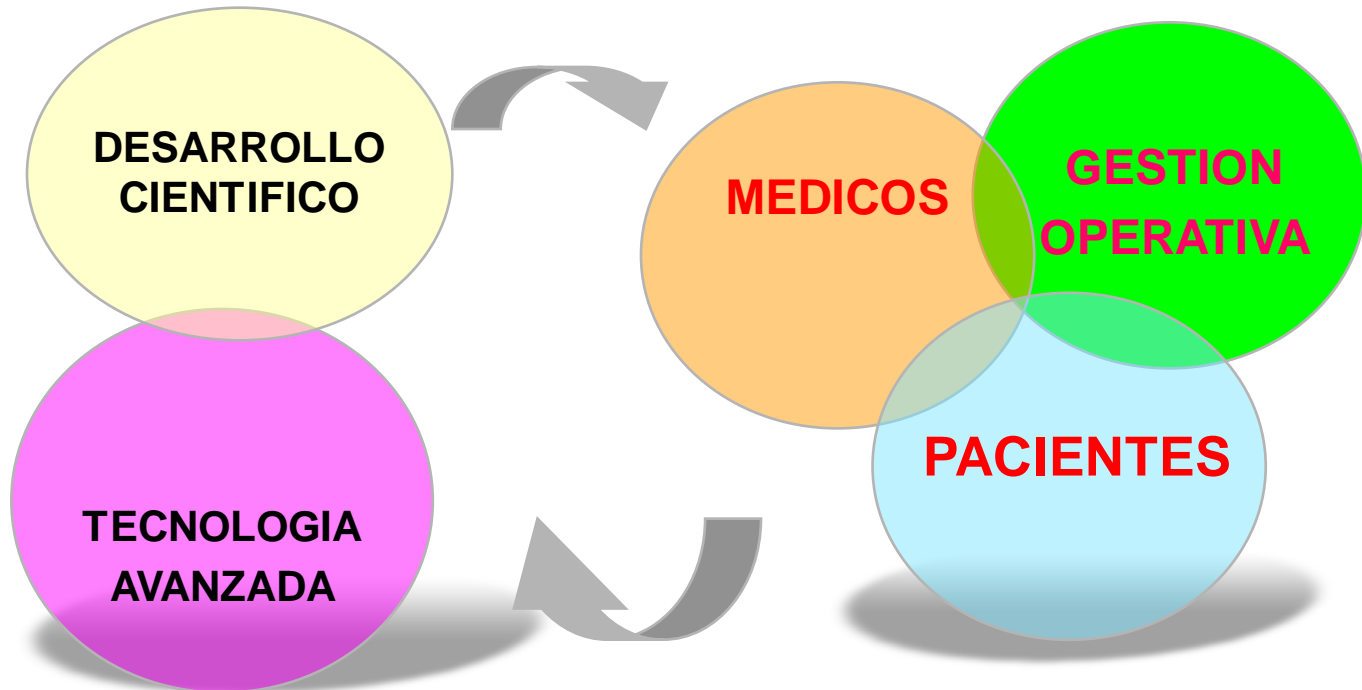 DESARROLLO
CIENTIFICO
TECNOLOGIA
AVANZADA
MEDICOS
GESTION
OPERATIVA
PACIENTES